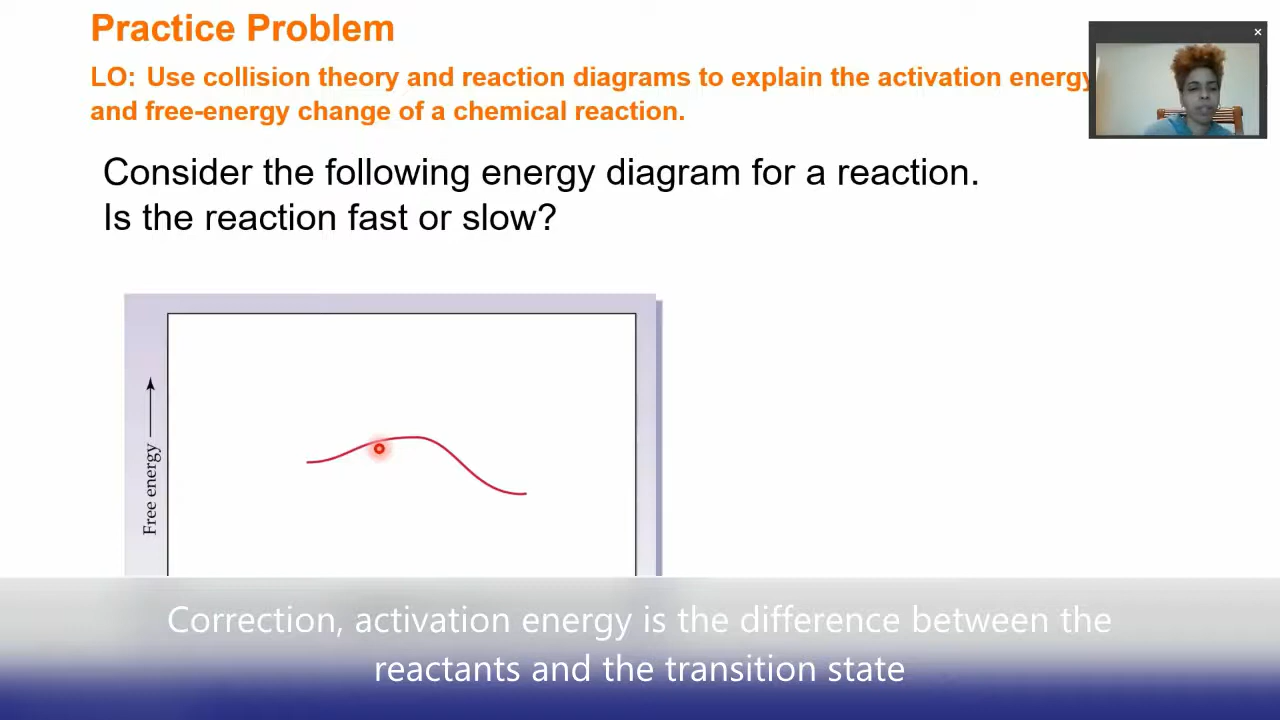 Practice Problem
LO: Use collision theory and reaction diagrams to explain the activation energy
and free-energy change of a chemical reaction.
Consider the following energy diagram for a reaction.
Is the reaction fast or slow?
Free energy
Correction, activation energy is the difference between the
reactants and the transition state